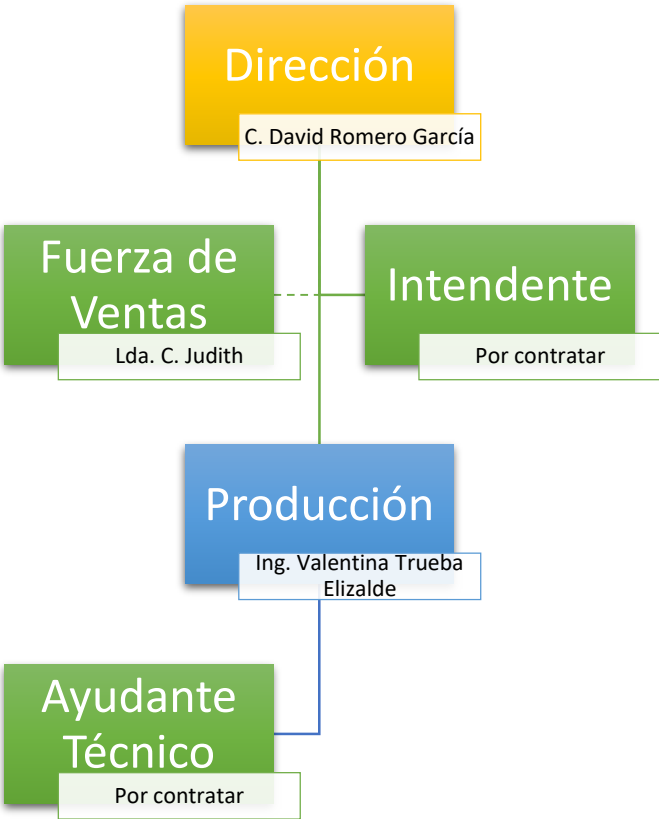 Dirección
C. David Romero García
Fuerza de
Ventas
Lda. C. Judith
Intendente
Por contratar
Producción
Ing. Valentina Trueba
Elizalde
Ayudante
Técnico
Por contratar